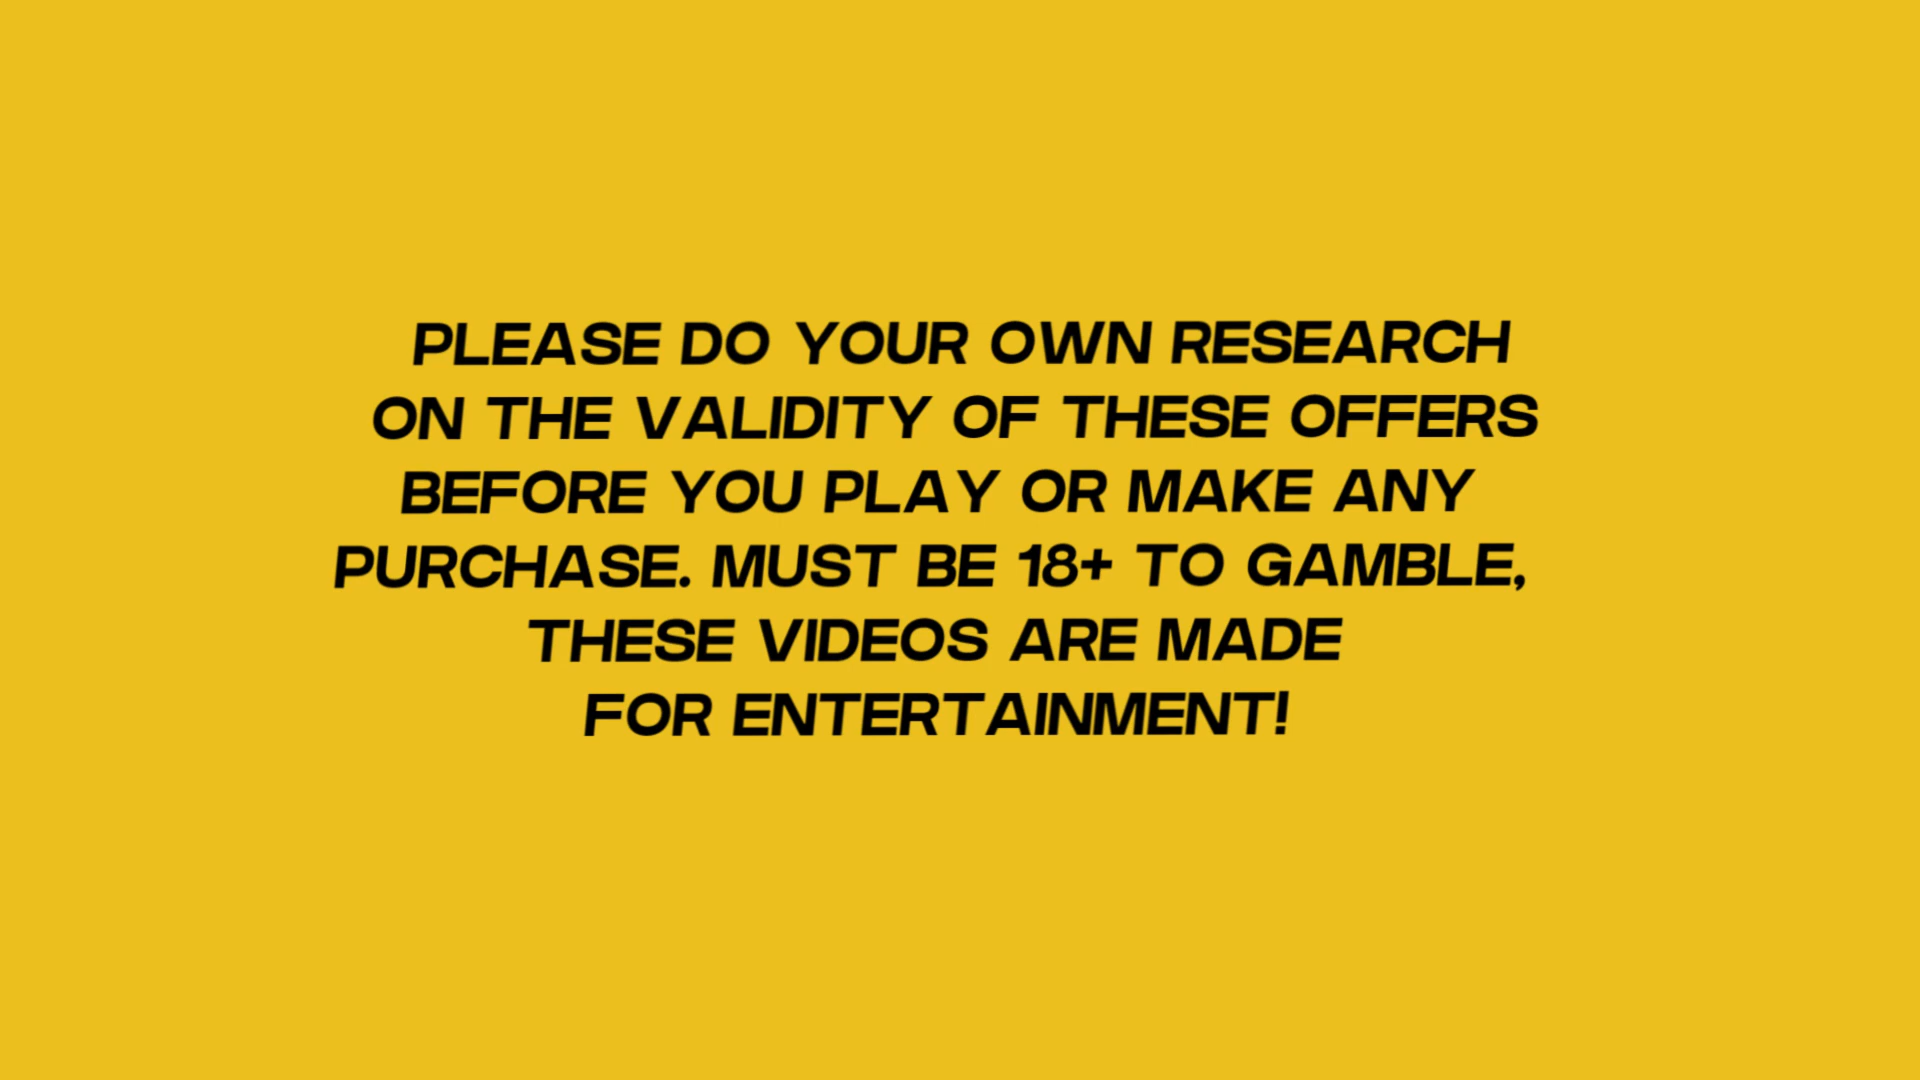 PLEASE DO YOUR OWN RESEARCH
ON THE VALIDITY OF THESE OFFERS
BEFORE YOU PLAY OR MAKE ANY
PURCHASE. MUST BE 18+ TO GAMBLE,
THESE VIDEOS ARE MADE
FOR ENTERTAINMENT!